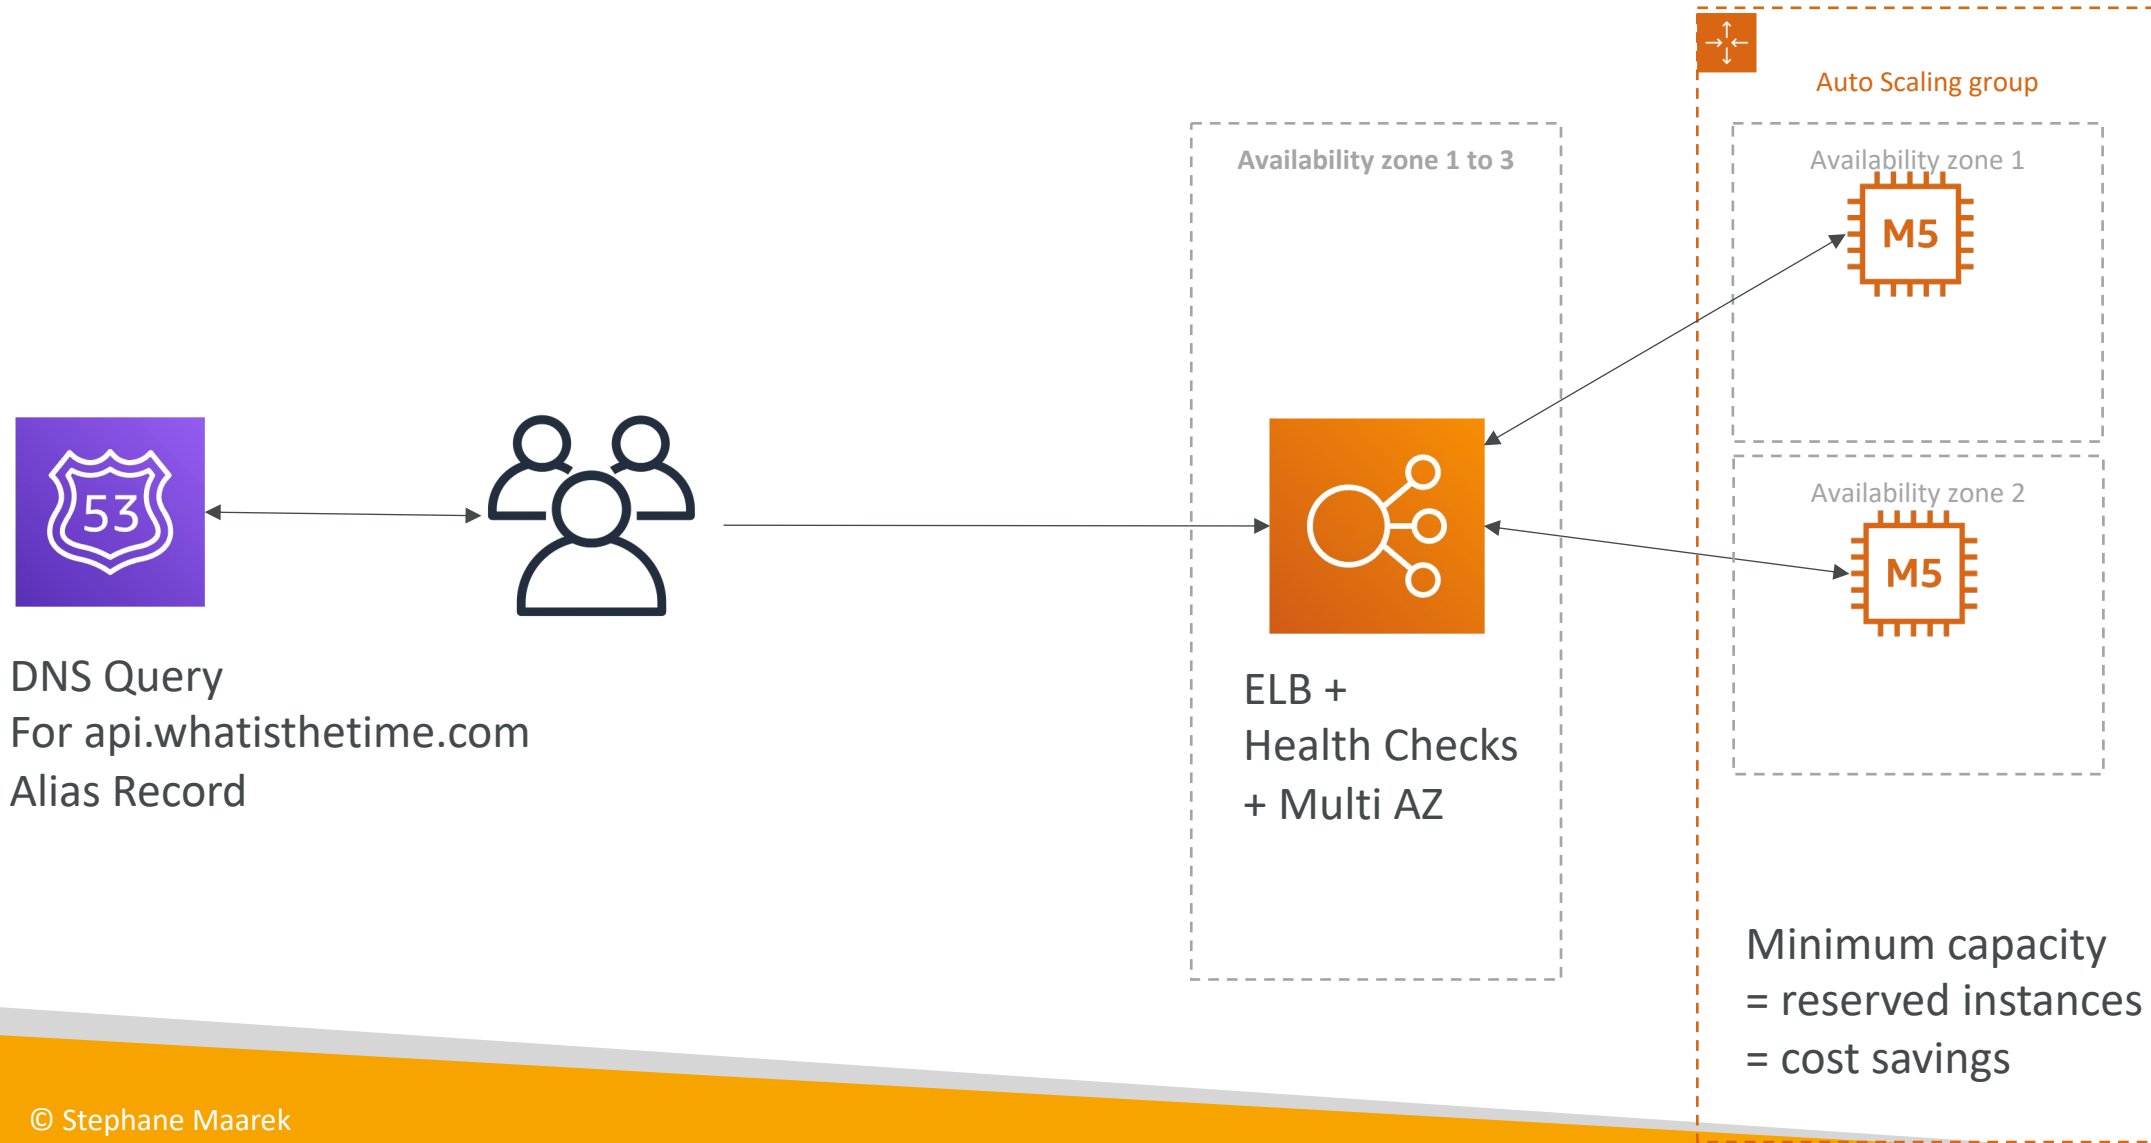 Auto Scaling group
Availability zone 1 to 3
Availability zone 1
M5
53
Availability zone 2
M5
DNS Query
For api.whatisthetime.com
Alias Record
ELB +
Health Checks
+ Multi AZ
Minimum capacity
= reserved instances
= cost savings
© Stephane Maarek